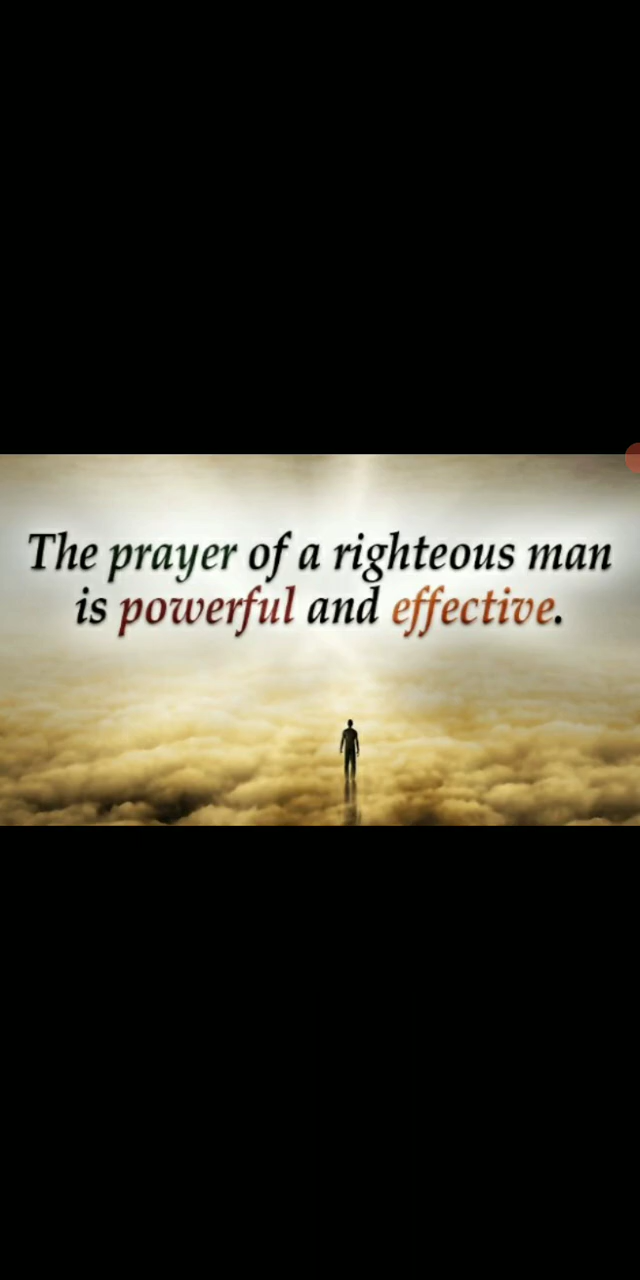 The prayer of a righteous man
is powerful and effective.